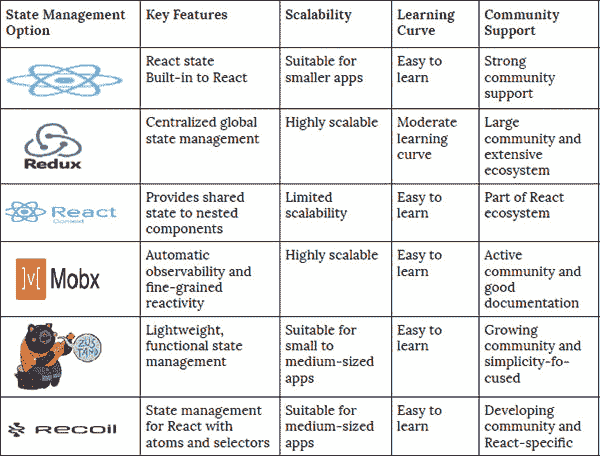 State Management Option
Key Features
Scalability
Learning Curve
Community Support
React state
Built-in to React
Suitable for
smaller apps
Easy to
learn
Strong
community
support
Redux
Centralized global
state management
Highly scalable
Moderate
learning
curve
Large
community and
extensive
ecosystem
React
Context
Provides shared
state to nested
components
Limited
scalability
Easy to
learn
Part of React
ecosystem
]v[ Mobx
Automatic
observability and
fine-grained
reactivity
Highly scalable
Easy to
learn
Active
community and
good
documentation
ZUS
TAND
Lightweight,
functional state
management
Suitable for
small to
medium-sized
apps
Easy to
learn
Growing
community and
simplicity-fo-
cused
RECOIL
State management
for React with
atoms and selectors
Suitable for
medium-sized
apps
Easy to
learn
Developing
community and
React-specific